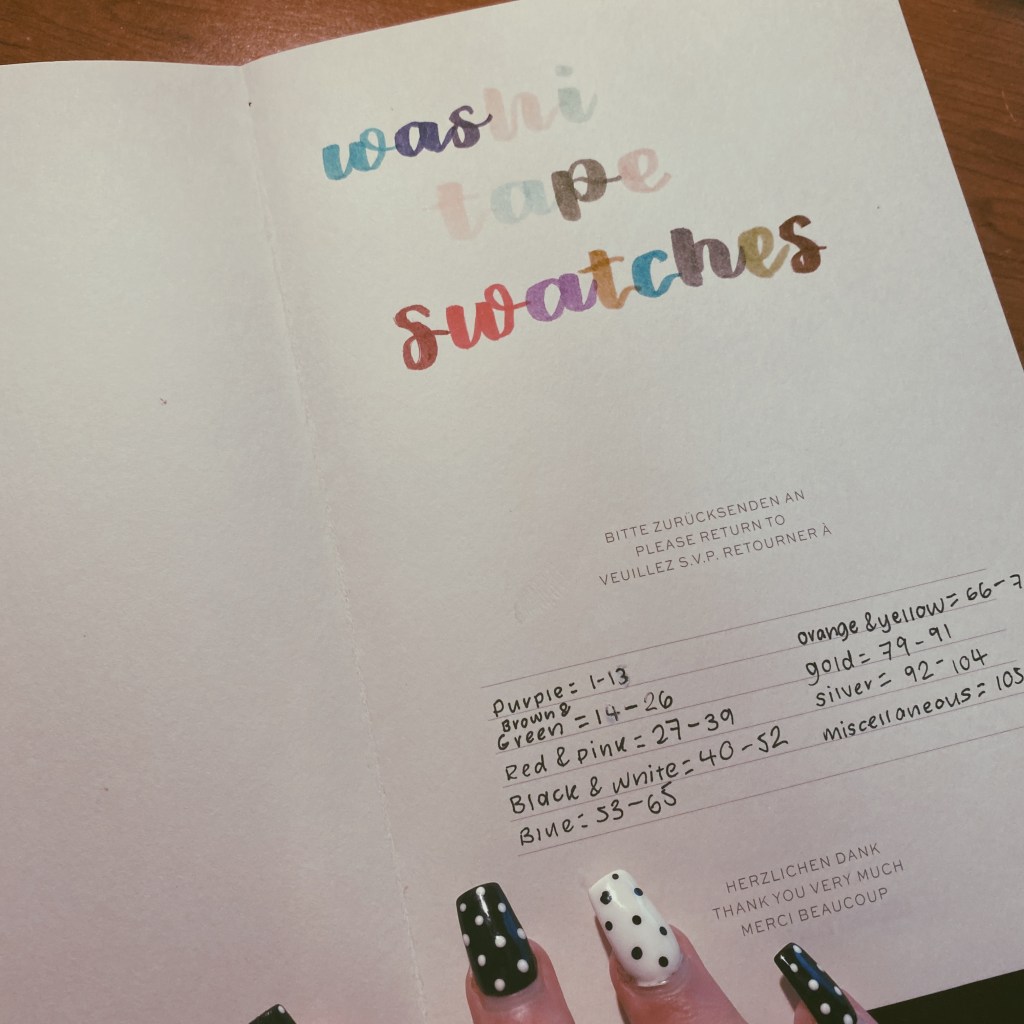 washi
tape
swatches
BITTE ZURÜCKSENDEN AN
PLEASE RETURN TO
VEUILLEZ S.V.P. RETOURNER À
Purple = 1-13
Brown &
Green = 14-26
Red & Pink = 27-39
Black & White = 40-52
Blue = 53-65
orange & yellow = 66-7
gold = 79-91
silver = 92-104
miscellaneous = 105
HERZLICHEN DANK
THANK YOU VERY MUCH
MERCI BEAUCOUP